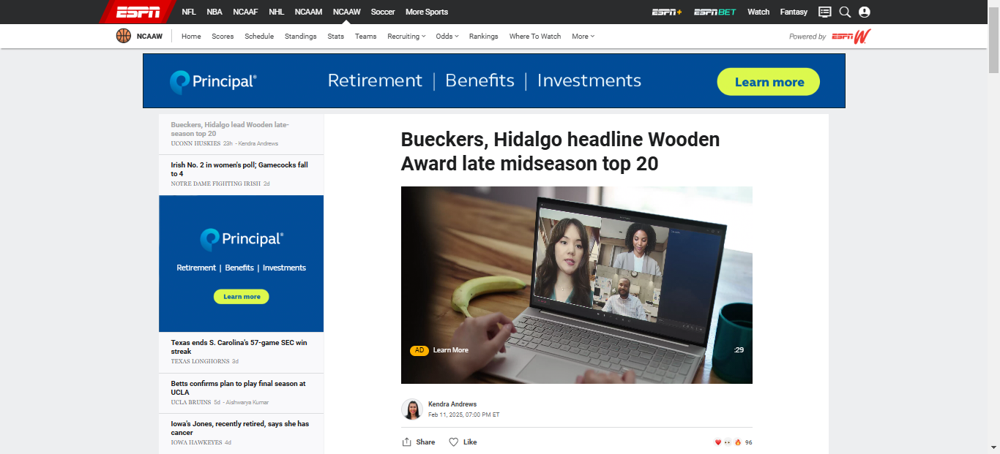 ESPN NFL NBA NCAAF NHL NCAAM NCAAW Soccer More Sports ESPN+ ESPN BET Watch Fantasy
NCAAW Home Scores Schedule Standings Stats Teams Recruiting Odds Rankings Where To Watch More Powered by ESPN W
Principal® Retirement | Benefits | Investments Learn more
Bueckers, Hidalgo lead Wooden late-
season top 20
UCONN HUSKIES 23h - Kendra Andrews
Irish No. 2 in women's poll; Gamecocks fall
to 4
NOTRE DAME FIGHTING IRISH 2d
Principal®
Retirement | Benefits | Investments
Learn more
Texas ends S. Carolina's 57-game SEC win
streak
TEXAS LONGHORNS 3d
Betts confirms plan to play final season at
UCLA
UCLA BRUINS 5d - Aishwarya Kumar
Iowa's Jones, recently retired, says she has
cancer
IOWA HAWKEYES 4d
Bueckers, Hidalgo headline Wooden
Award late midseason top 20
AD Learn More :29
Kendra Andrews
Feb 11, 2025, 07:00 PM ET
Share Like 96